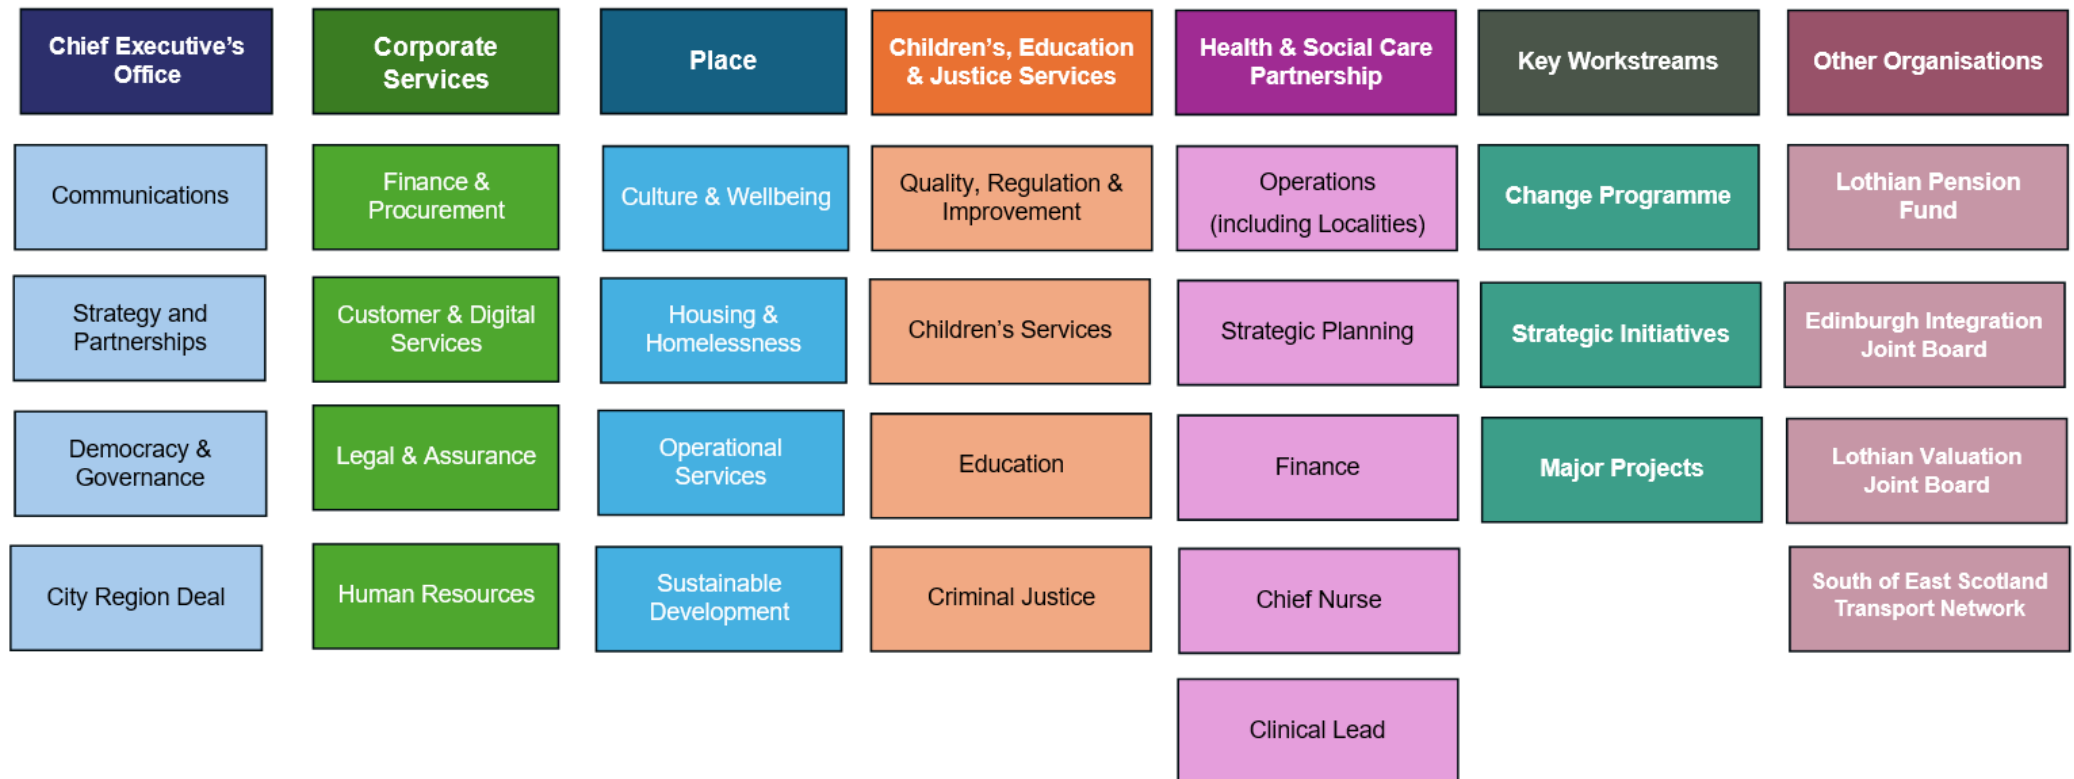 Chief Executive’s
Office
Communications
Strategy and
Partnerships
Democracy &
Governance
City Region Deal
Corporate
Services
Finance &
Procurement
Customer & Digital
Services
Legal & Assurance
Human Resources
Place
Culture & Wellbeing
Housing &
Homelessness
Operational
Services
Sustainable
Development
Children’s, Education
& Justice Services
Quality, Regulation &
Improvement
Children’s Services
Education
Criminal Justice
Health & Social Care
Partnership
Operations
(including Localities)
Strategic Planning
Finance
Chief Nurse
Clinical Lead
Key Workstreams
Change Programme
Strategic Initiatives
Major Projects
Other Organisations
Lothian Pension
Fund
Edinburgh Integration
Joint Board
Lothian Valuation
Joint Board
South of East Scotland
Transport Network